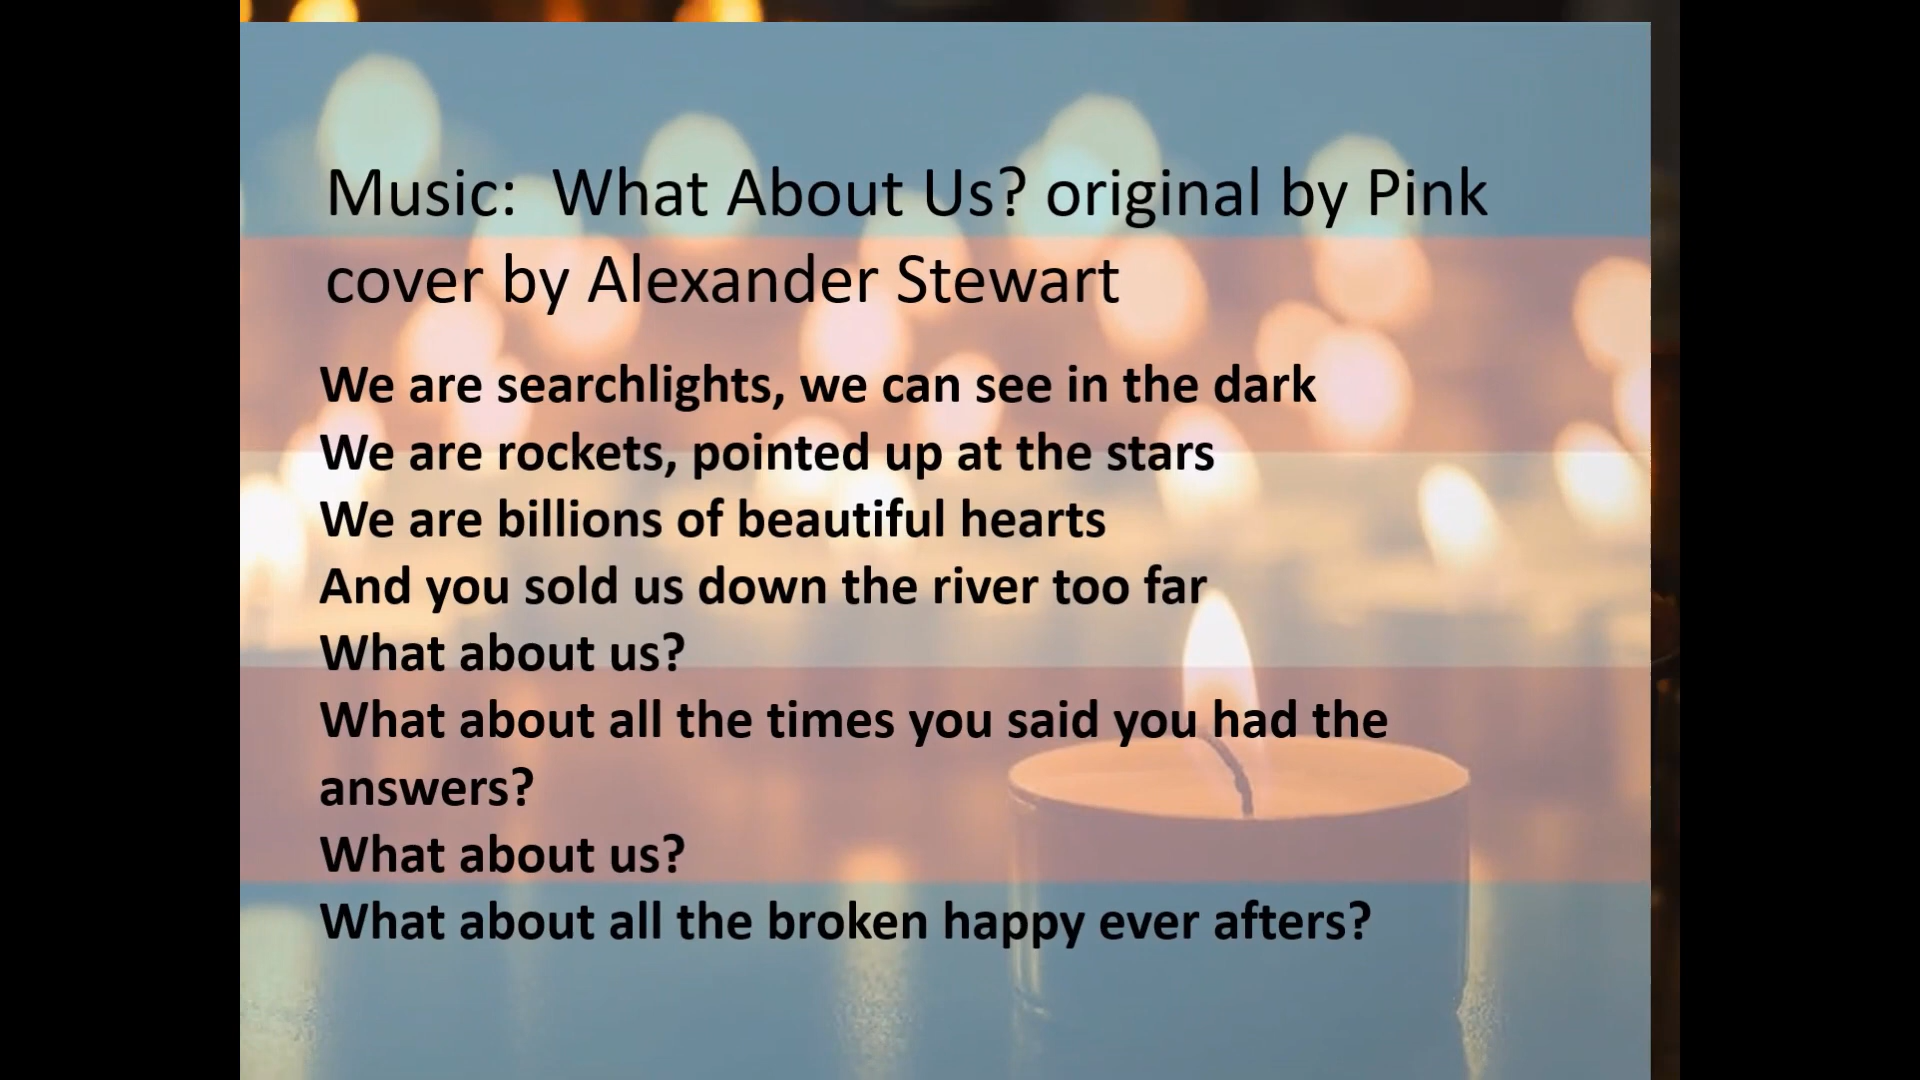 Music:  What About Us? original by Pink
cover by Alexander Stewart
We are searchlights, we can see in the dark
We are rockets, pointed up at the stars
We are billions of beautiful hearts
And you sold us down the river too far
What about us?
What about all the times you said you had the
answers?
What about us?
What about all the broken happy ever afters?